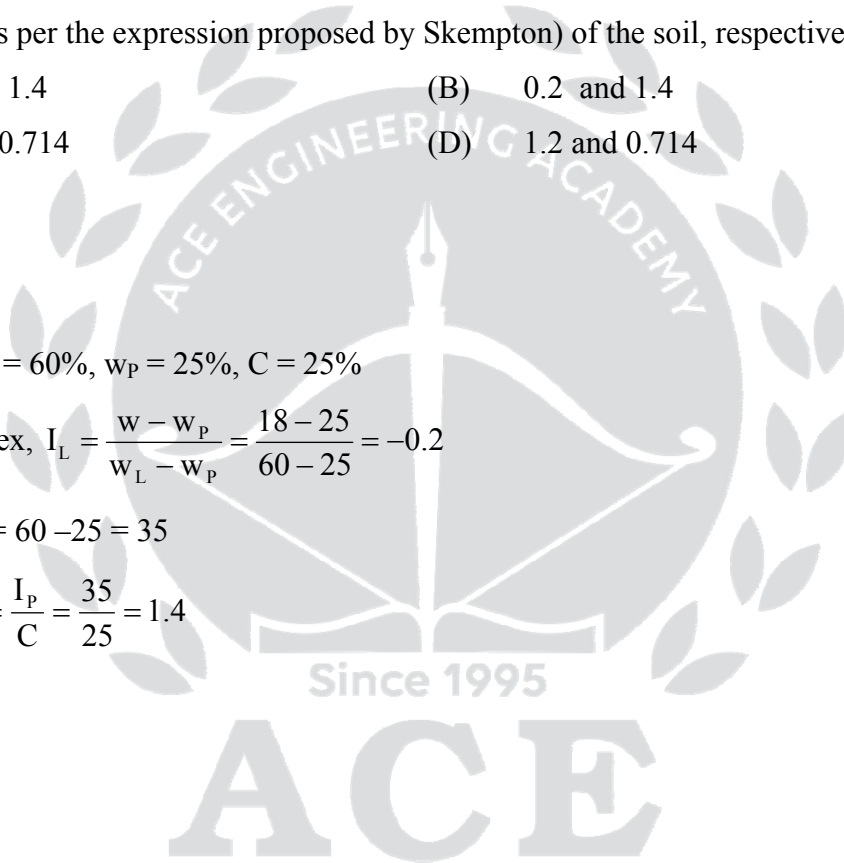 s per the expression proposed by Skempton) of the soil, respective
1.4 (B) 0.2 and 1.4
0.714 (D) 1.2 and 0.714
ACE ENGINEERING ACADEMY
= 60%, wP = 25%, C = 25%
ex, IL = (w – wP)/(wL – wP) = (18 – 25)/(60 – 25) = –0.2
= 60 –25 = 35
= IP/C = 35/25 = 1.4
Since 1995
ACE